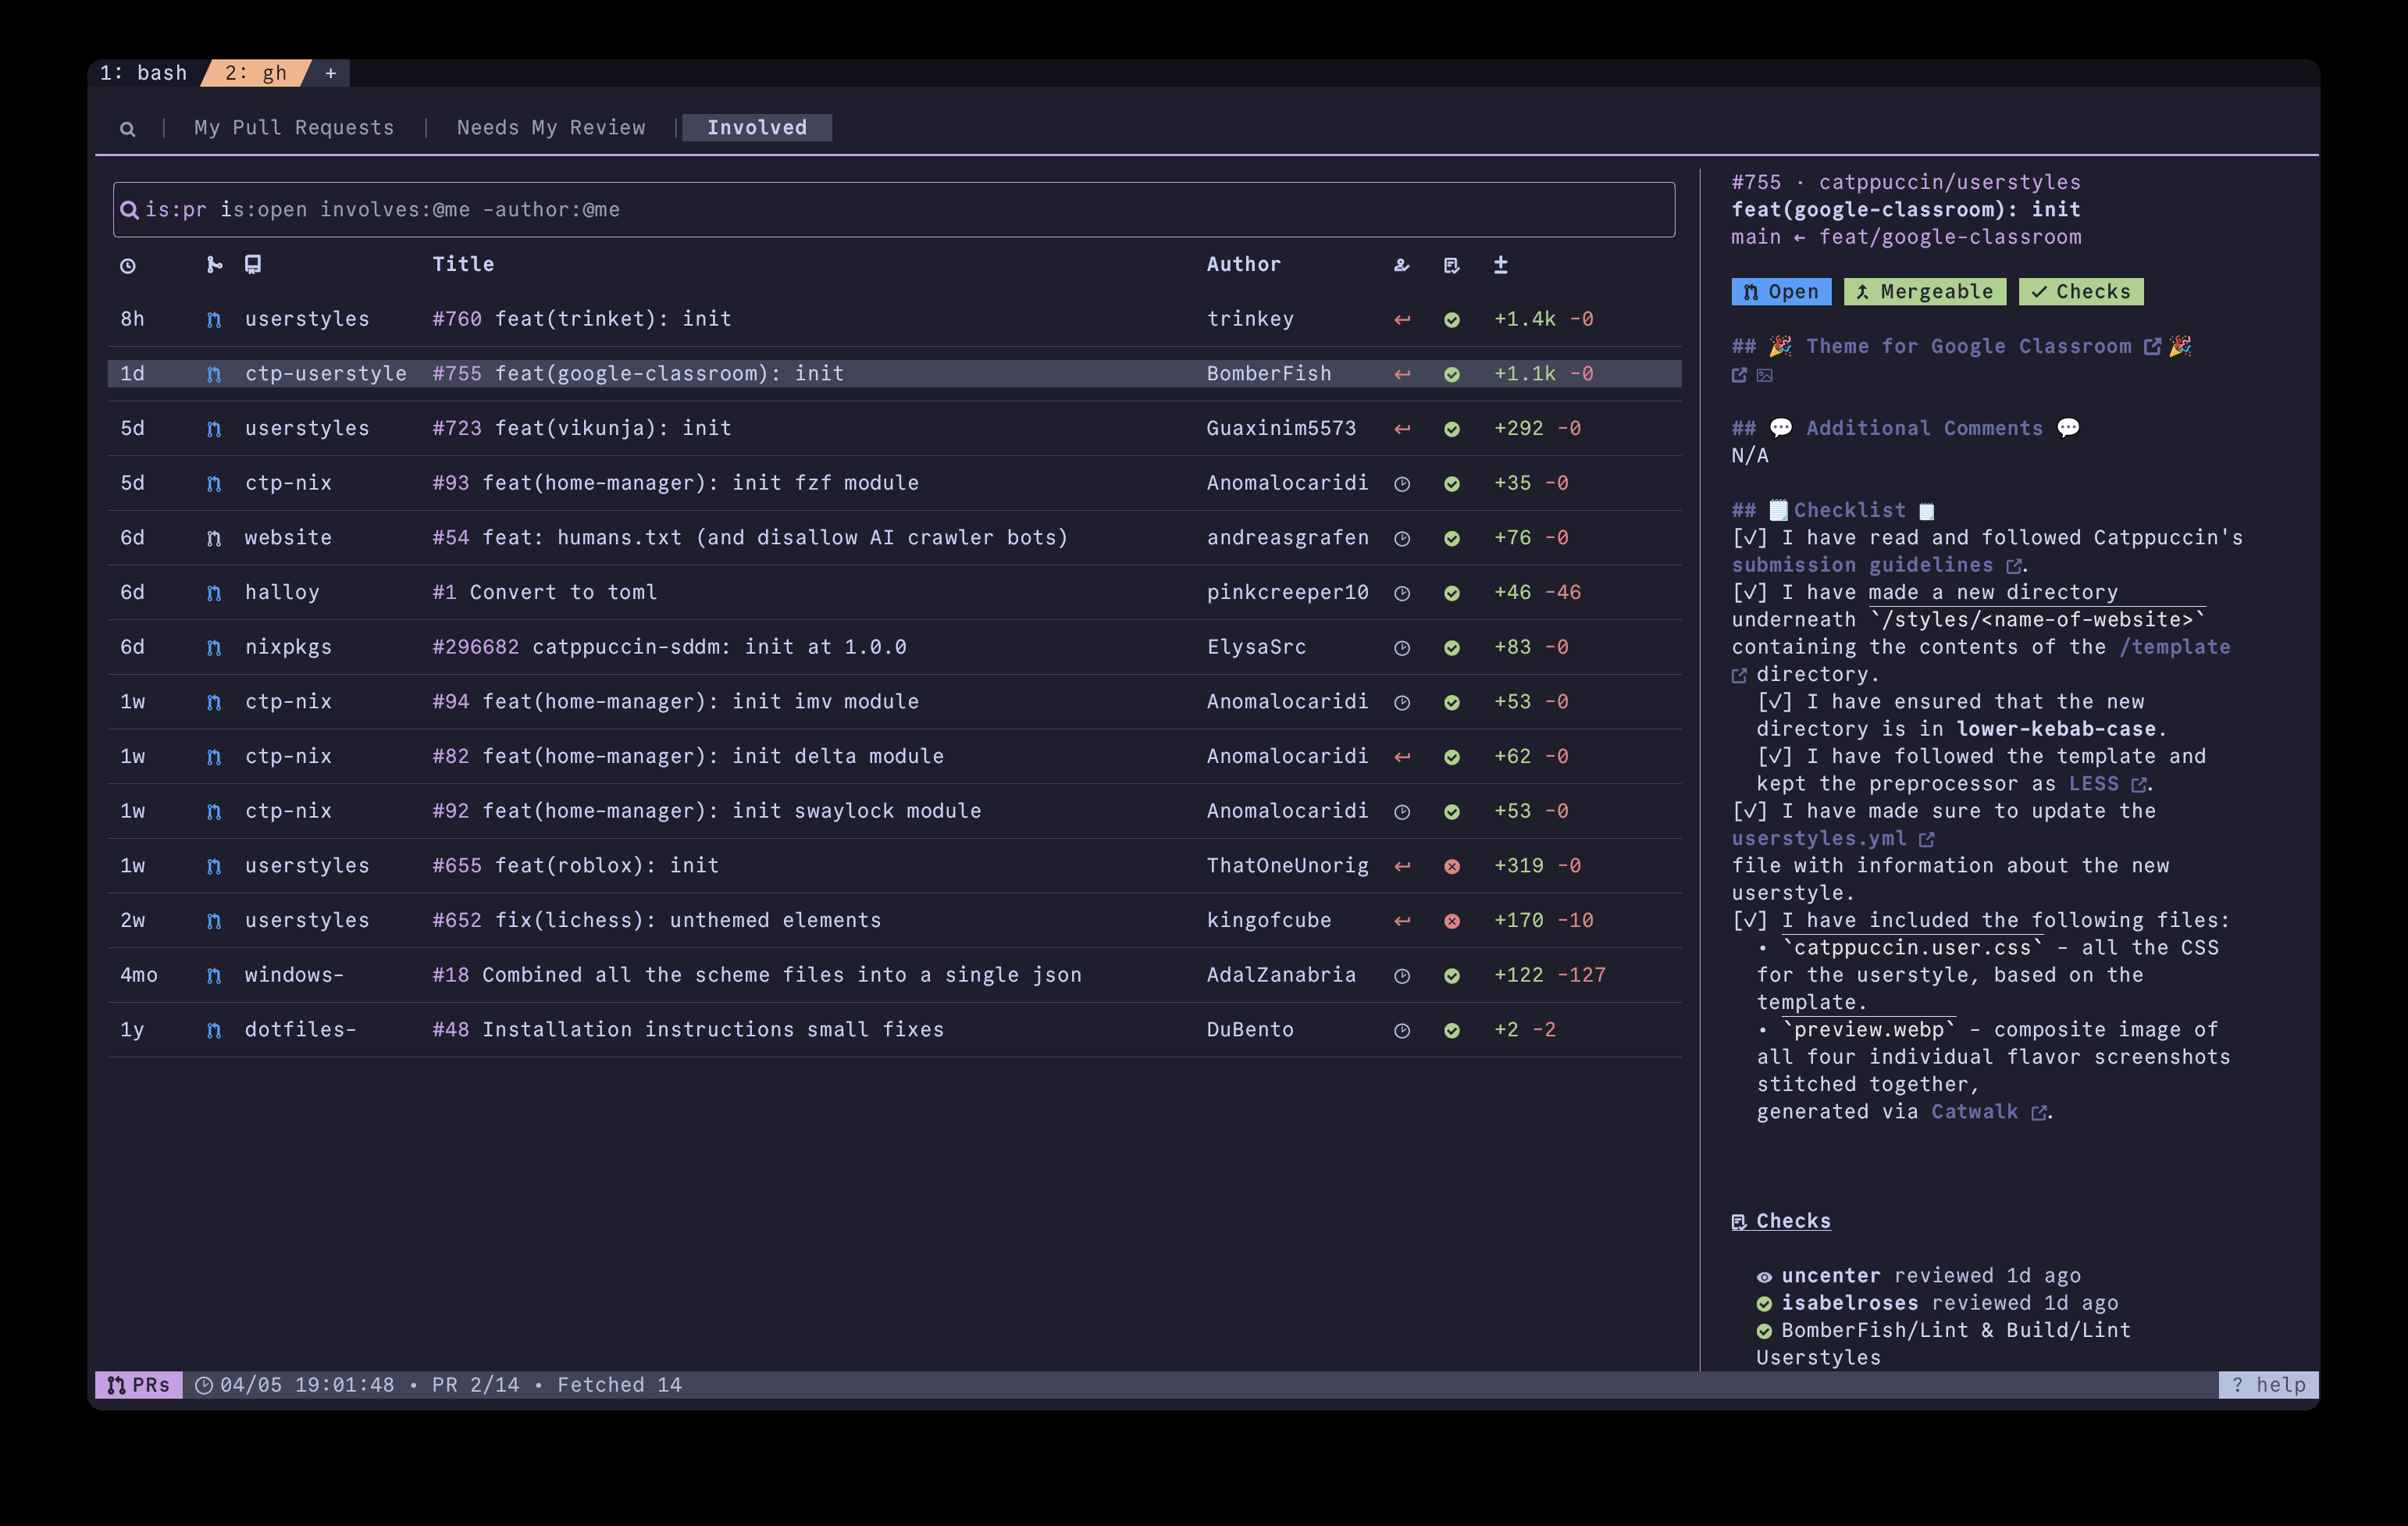 1: bash 2: gh +
| My Pull Requests | Needs My Review | Involved
is:pr is:open involves:@me -author:@me
Title Author ±
8h userstyles #760 feat(trinket): init trinkey +1.4k -0
1d ctp-userstyle #755 feat(google-classroom): init BomberFish +1.1k -0
5d userstyles #723 feat(vikunja): init Guaxinim5573 +292 -0
5d ctp-nix #93 feat(home-manager): init fzf module Anomalocaridi +35 -0
6d website #54 feat: humans.txt (and disallow AI crawler bots) andreasgrafen +76 -0
6d halloy #1 Convert to toml pinkcreeper10 +46 -46
6d nixpkgs #296682 catppuccin-sddm: init at 1.0.0 ElysaSrc +83 -0
1w ctp-nix #94 feat(home-manager): init imv module Anomalocaridi +53 -0
1w ctp-nix #82 feat(home-manager): init delta module Anomalocaridi +62 -0
1w ctp-nix #92 feat(home-manager): init swaylock module Anomalocaridi +53 -0
1w userstyles #655 feat(roblox): init ThatOneUnorig +319 -0
2w userstyles #652 fix(lichess): unthemed elements kingofcube +170 -10
4mo windows- #18 Combined all the scheme files into a single json AdalZanabria +122 -127
1y dotfiles- #48 Installation instructions small fixes DuBento +2 -2
#755 · catppuccin/userstyles
feat(google-classroom): init
main ← feat/google-classroom
Open Mergeable ✓ Checks
## 🎉 Theme for Google Classroom 🎉
## 💬 Additional Comments 💬
N/A
## 🗒️ Checklist 🗒️
[✓] I have read and followed Catppuccin's
submission guidelines .
[✓] I have made a new directory
underneath `/styles/<name-of-website>`
containing the contents of the /template
directory.
[✓] I have ensured that the new
directory is in lower-kebab-case.
[✓] I have followed the template and
kept the preprocessor as LESS .
[✓] I have made sure to update the
userstyles.yml
file with information about the new
userstyle.
[✓] I have included the following files:
• `catppuccin.user.css` - all the CSS
for the userstyle, based on the
template.
• `preview.webp` - composite image of
all four individual flavor screenshots
stitched together,
generated via Catwalk .
Checks
uncenter reviewed 1d ago
isabelroses reviewed 1d ago
BomberFish/Lint & Build/Lint
Userstyles
PRs 04/05 19:01:48 • PR 2/14 • Fetched 14 ? help